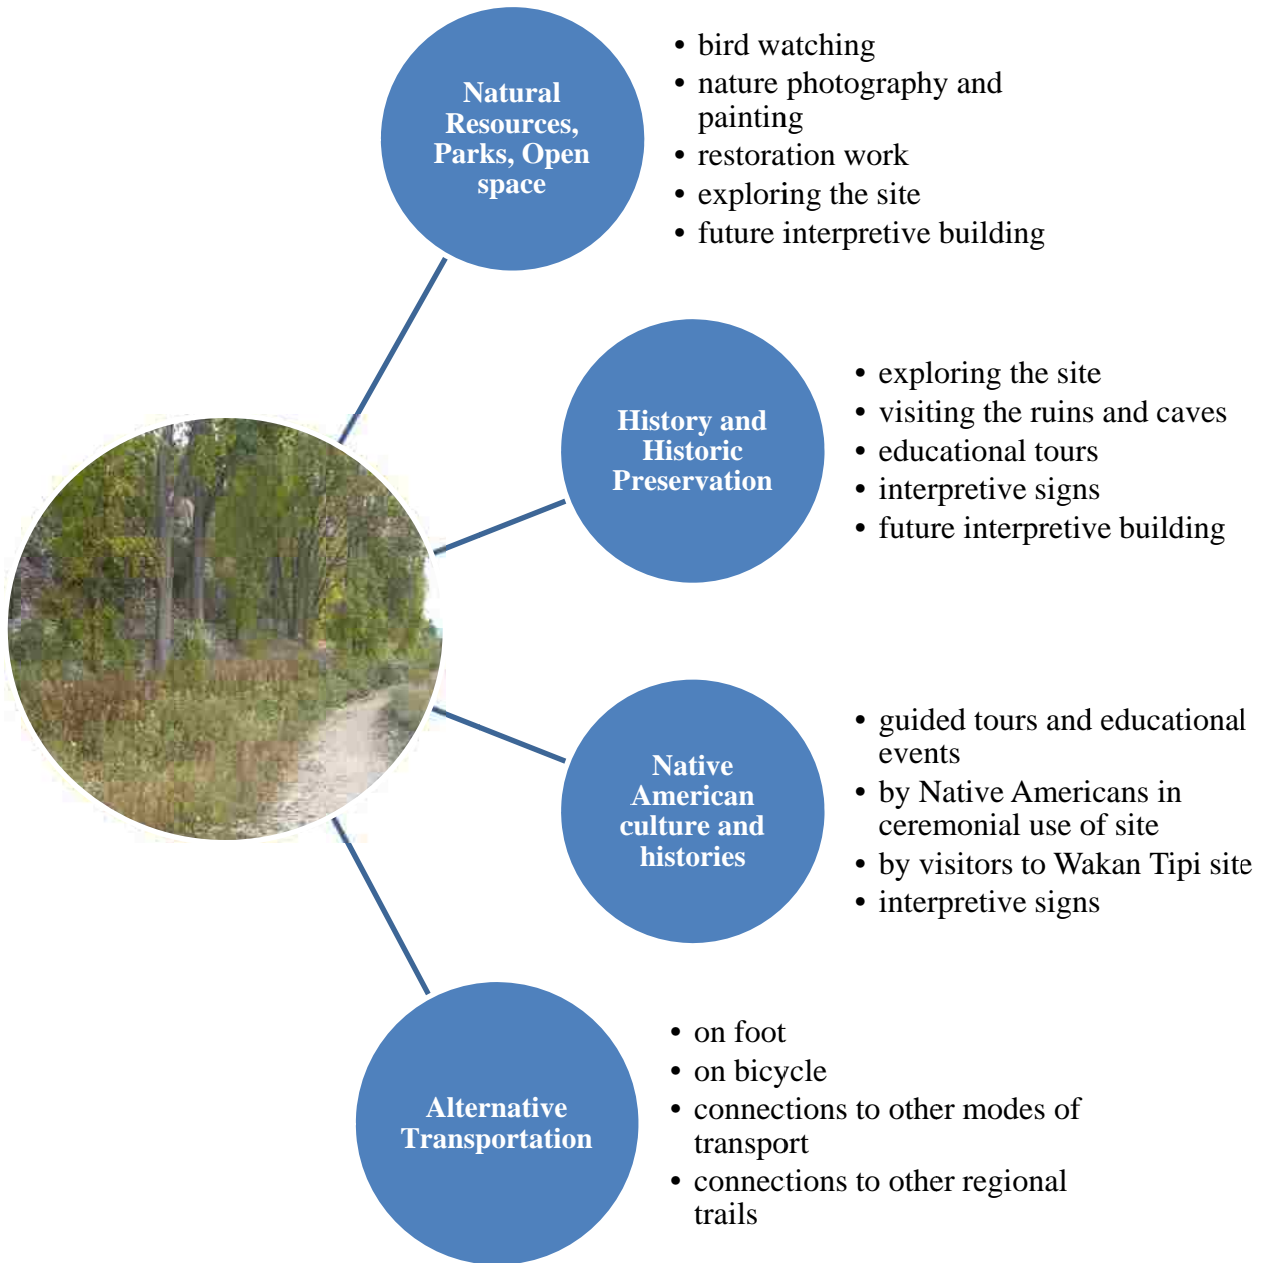 Natural
Resources,
Parks, Open
space
• bird watching
• nature photography and
painting
• restoration work
• exploring the site
• future interpretive building
History and
Historic
Preservation
• exploring the site
• visiting the ruins and caves
• educational tours
• interpretive signs
• future interpretive building
Native
American
culture and
histories
• guided tours and educational
events
• by Native Americans in
ceremonial use of site
• by visitors to Wakan Tipi site
• interpretive signs
Alternative
Transportation
• on foot
• on bicycle
• connections to other modes of
transport
• connections to other regional
trails